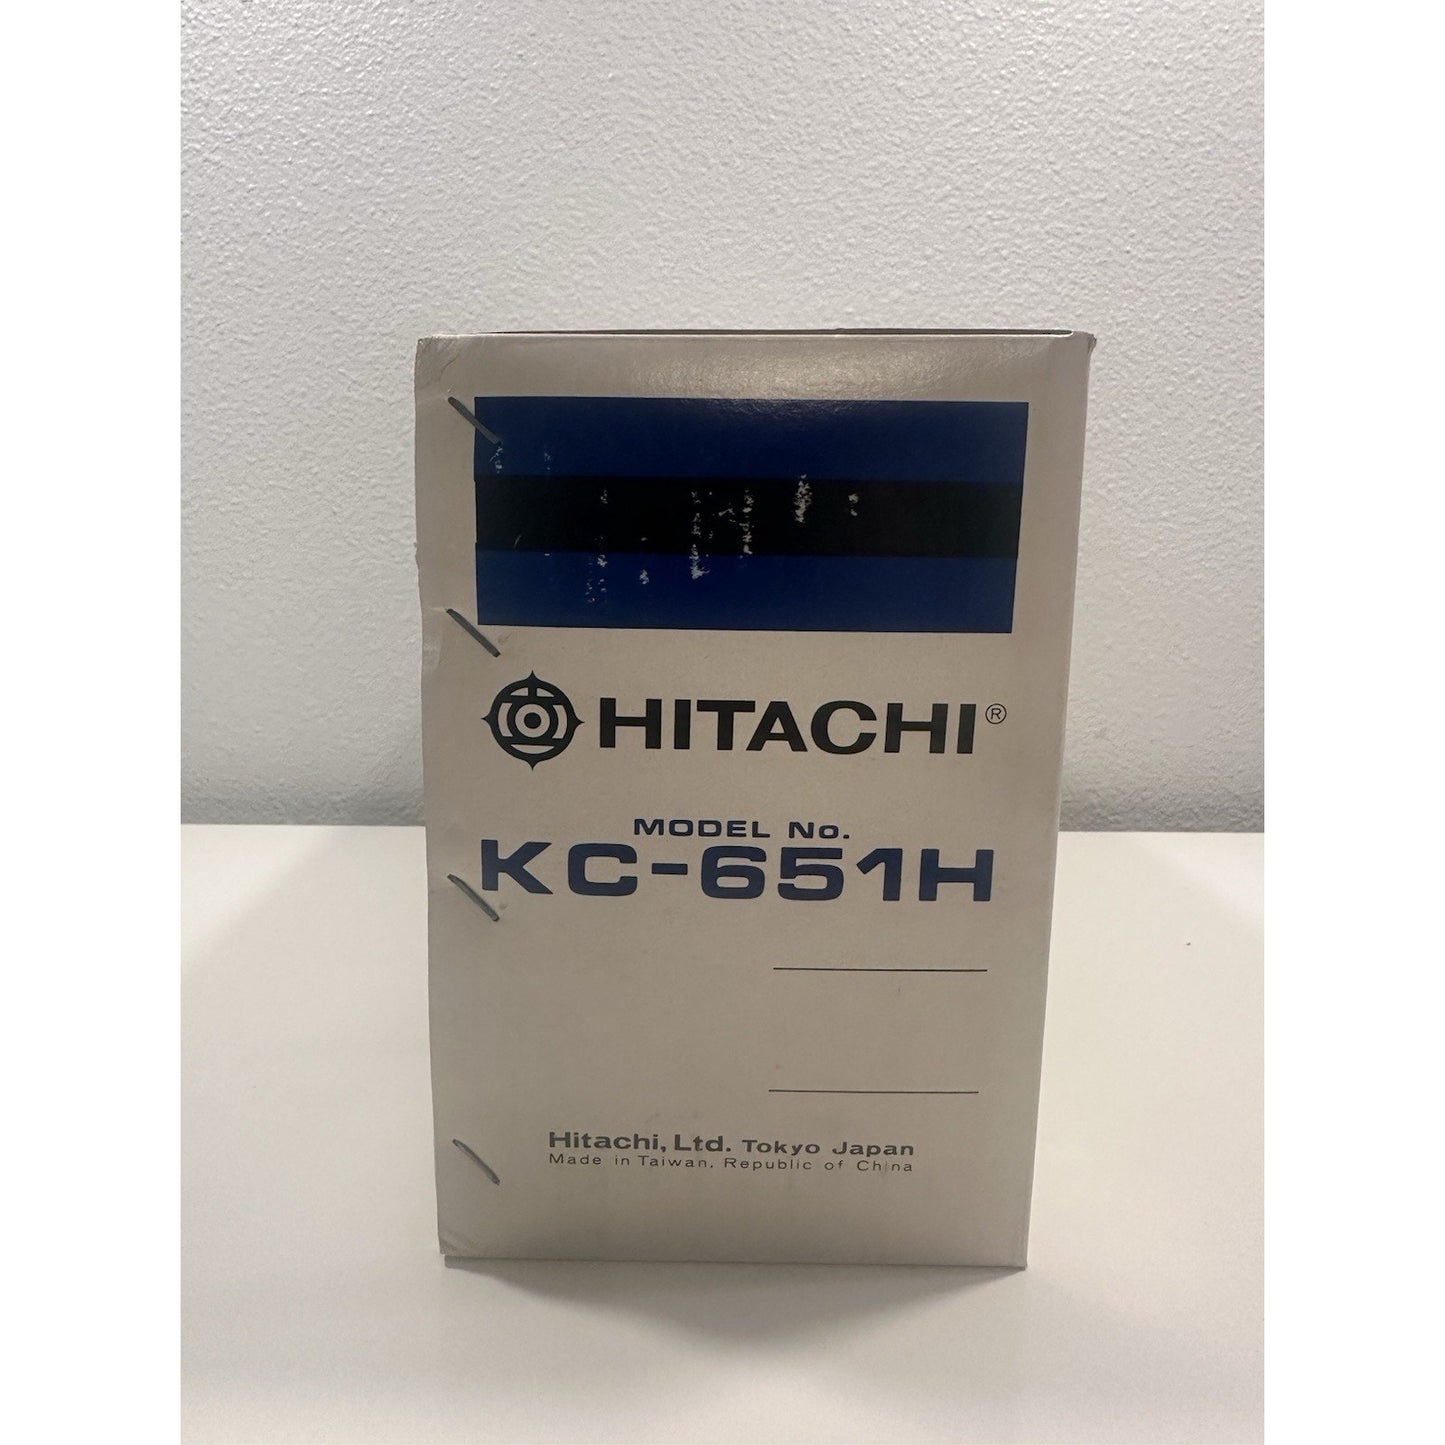 HITACHI®
MODEL No.
KC-651H
Hitachi, Ltd. Tokyo Japan
Made in Taiwan, Republic of China